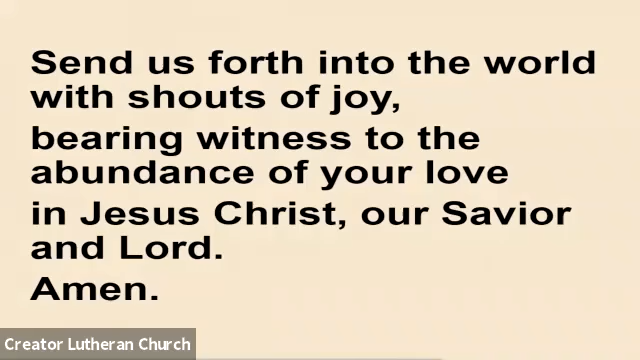 Send us forth into the world
with shouts of joy,
bearing witness to the
abundance of your love
in Jesus Christ, our Savior
and Lord.
Amen.
Creator Lutheran Church